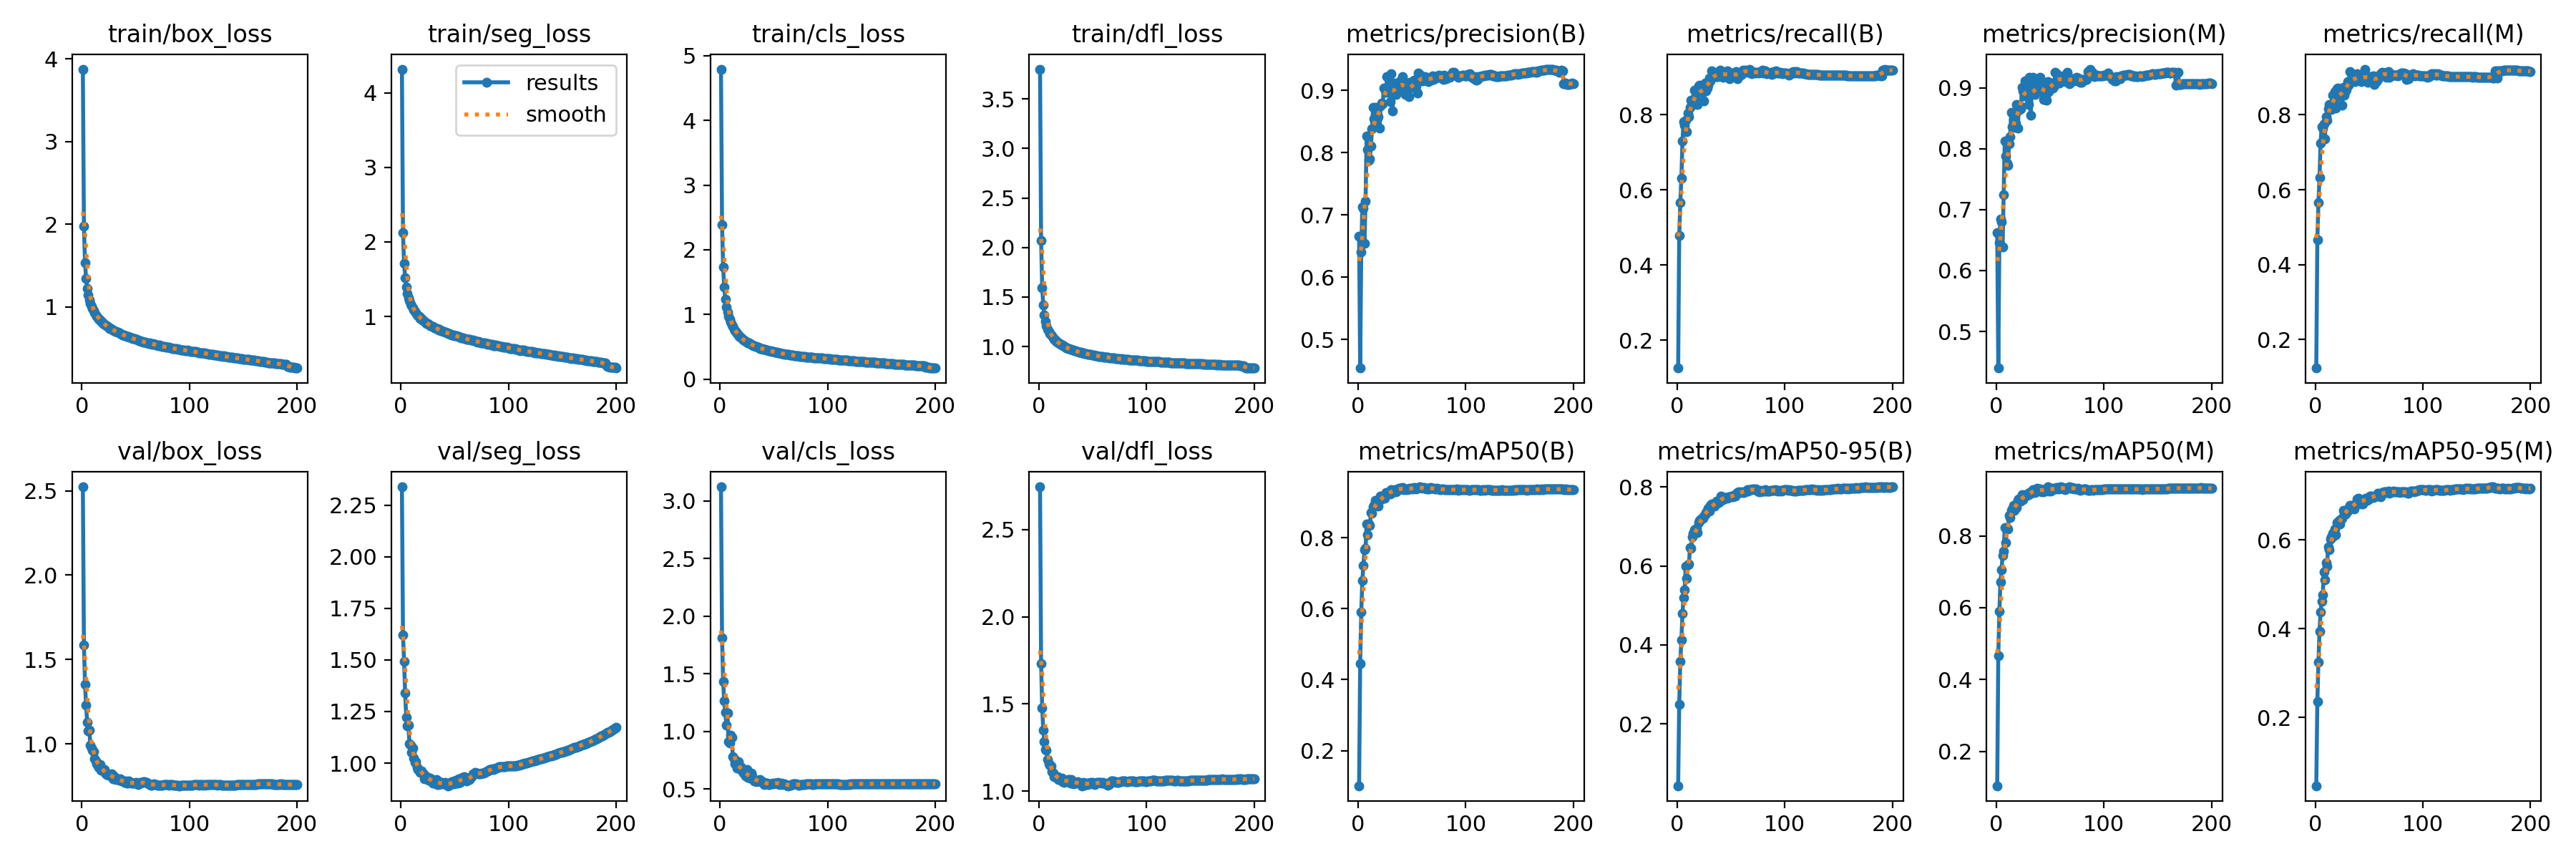 train/box_loss
train/seg_loss
train/cls_loss
train/dfl_loss
metrics/precision(B)
metrics/recall(B)
metrics/precision(M)
metrics/recall(M)
4
3
2
1
0 100 200
4
3
2
1
0 100 200
results
smooth
5
4
3
2
1
0
0 100 200
3.5
3.0
2.5
2.0
1.5
1.0
0 100 200
0.9
0.8
0.7
0.6
0.5
0 100 200
0.8
0.6
0.4
0.2
0 100 200
0.9
0.8
0.7
0.6
0.5
0 100 200
0.8
0.6
0.4
0.2
0 100 200
val/box_loss
val/seg_loss
val/cls_loss
val/dfl_loss
metrics/mAP50(B)
metrics/mAP50-95(B)
metrics/mAP50(M)
metrics/mAP50-95(M)
2.5
2.0
1.5
1.0
0 100 200
2.25
2.00
1.75
1.50
1.25
1.00
0 100 200
3.0
2.5
2.0
1.5
1.0
0.5
0 100 200
2.5
2.0
1.5
1.0
0 100 200
0.8
0.6
0.4
0.2
0 100 200
0.8
0.6
0.4
0.2
0 100 200
0.8
0.6
0.4
0.2
0 100 200
0.6
0.4
0.2
0 100 200